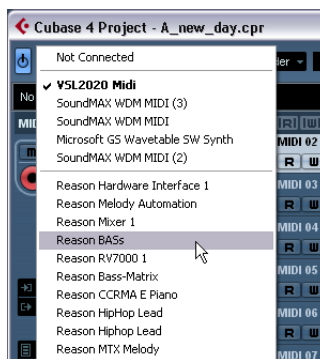 Cubase 4 Project - A_new_day.cpr
Not Connected
der
✓ VSL2020 Midi
No
SoundMAX WDM MIDI (3)
MI
SoundMAX WDM MIDI
Microsoft GS Wavetable SW Synth
MIDI 02
SoundMAX WDM MIDI (2)
m
R W
Reason Hardware Interface 1
MIDI 03
Reason Melody Automation
R W
Reason Mixer 1
MIDI 04
Reason BASs
R W
Reason RV7000 1
MIDI 05
Reason Bass-Matrix
R W
Reason CCRMA E Piano
MIDI 06
Reason HipHop Lead
R W
Reason Hiphop Lead
Reason MTX Melody
MIDI 07